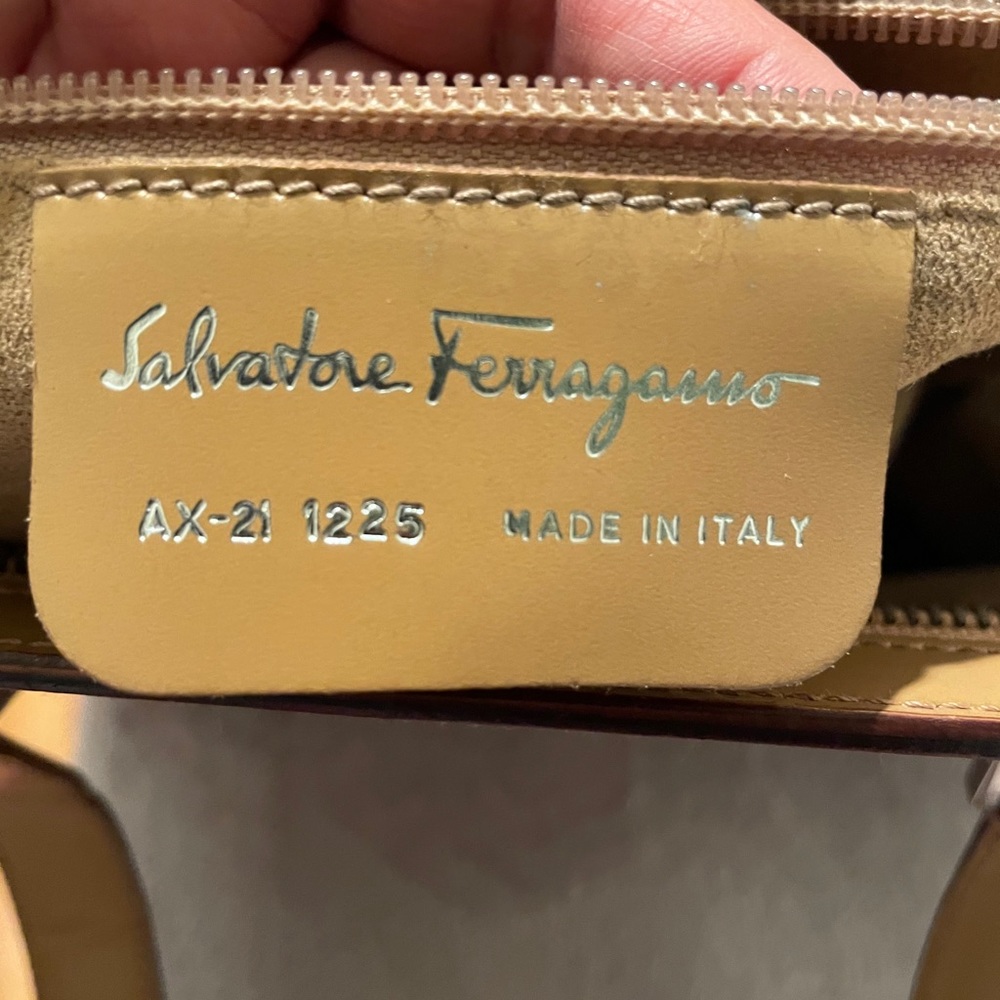 Salvatore Ferragamo
AX-21 1225 MADE IN ITALY